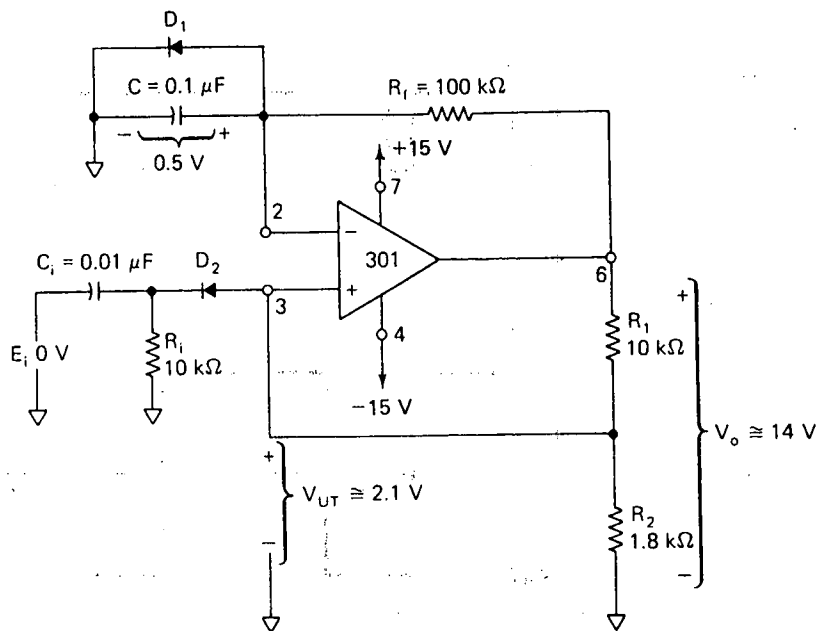 D₁
C = 0.1 μF
− +
0.5 V
R_f = 100 kΩ
+15 V
7
2
−
301
6
C_i = 0.01 μF
D₂
3
+
4
E_i 0 V
R_i
10 kΩ
−15 V
R₁
10 kΩ
+
V_o ≅ 14 V
+
V_UT ≅ 2.1 V
−
R₂
1.8 kΩ
−